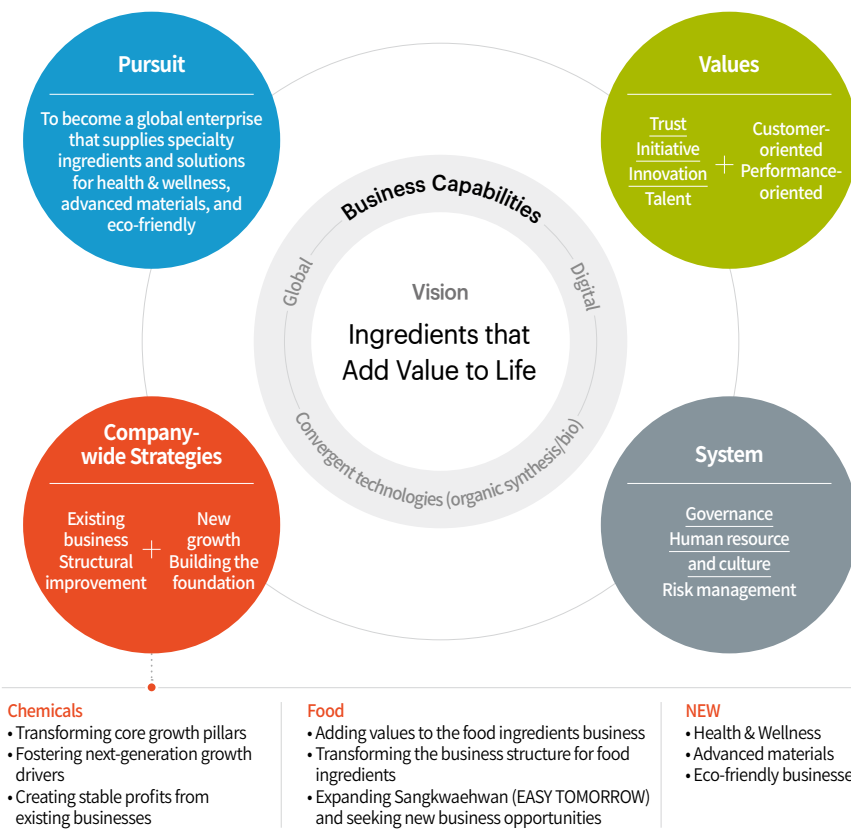 Pursuit
To become a global enterprise
that supplies specialty
ingredients and solutions
for health & wellness,
advanced materials, and
eco-friendly
Values
Trust
Initiative
Innovation
Talent
+
Customer-
oriented
Performance-
oriented
Business Capabilities
Global
Digital
Convergent technologies (organic synthesis/bio)
Vision
Ingredients that
Add Value to Life
Company-
wide Strategies
Existing
business
Structural
improvement
+
New
growth
Building the
foundation
System
Governance
Human resource
and culture
Risk management
Chemicals
• Transforming core growth pillars
• Fostering next-generation growth
drivers
• Creating stable profits from
existing businesses
Food
• Adding values to the food ingredients business
• Transforming the business structure for food
ingredients
• Expanding Sangkwaehwan (EASY TOMORROW)
and seeking new business opportunities
NEW
• Health & Wellness
• Advanced materials
• Eco-friendly businesse